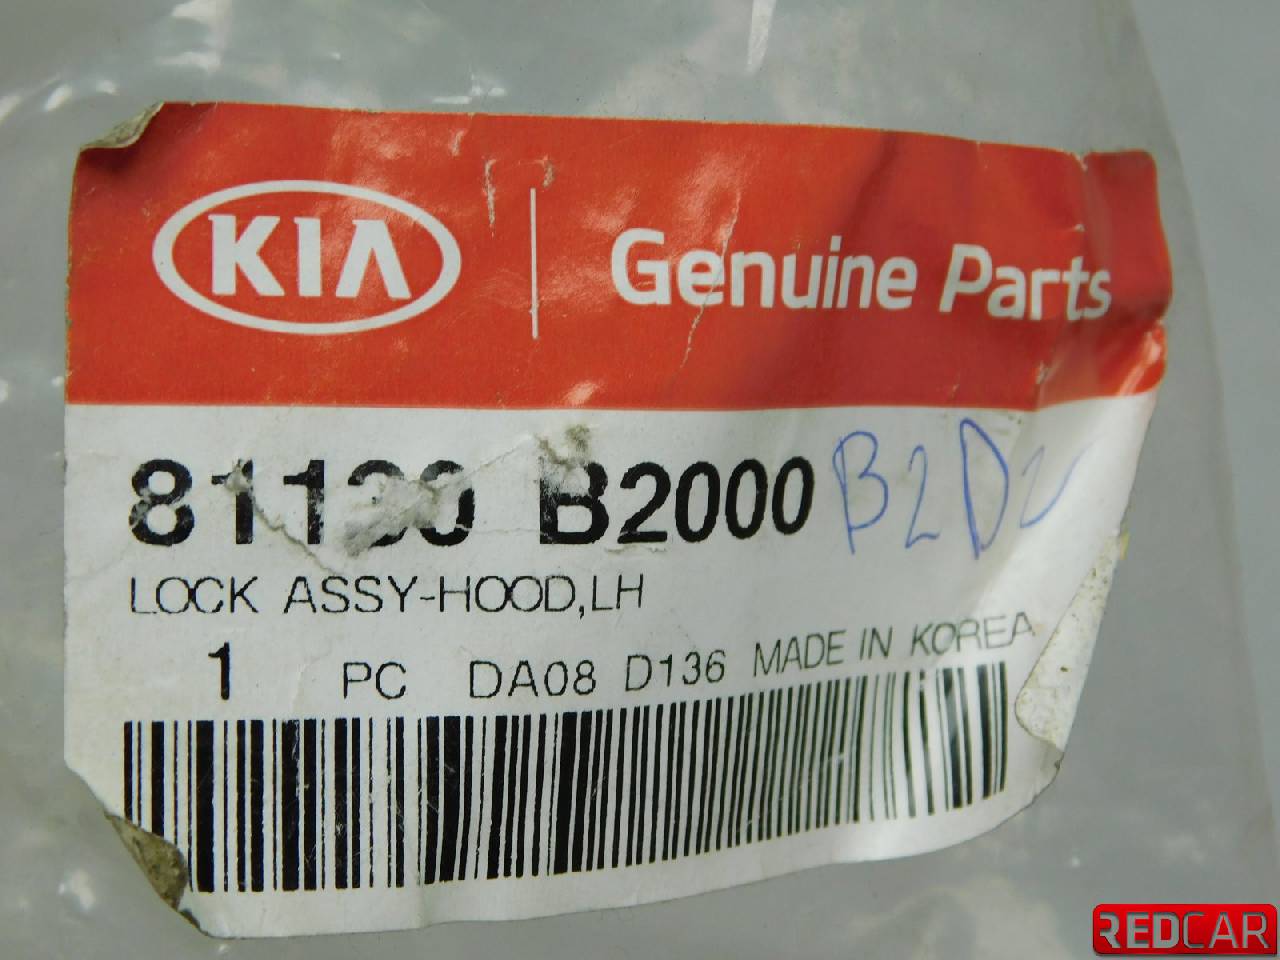 KIA Genuine Parts
B2000 B2D
LOCK ASSY-HOOD,LH
1 PC DA08 D136 MADE IN KOREA
REDCAR